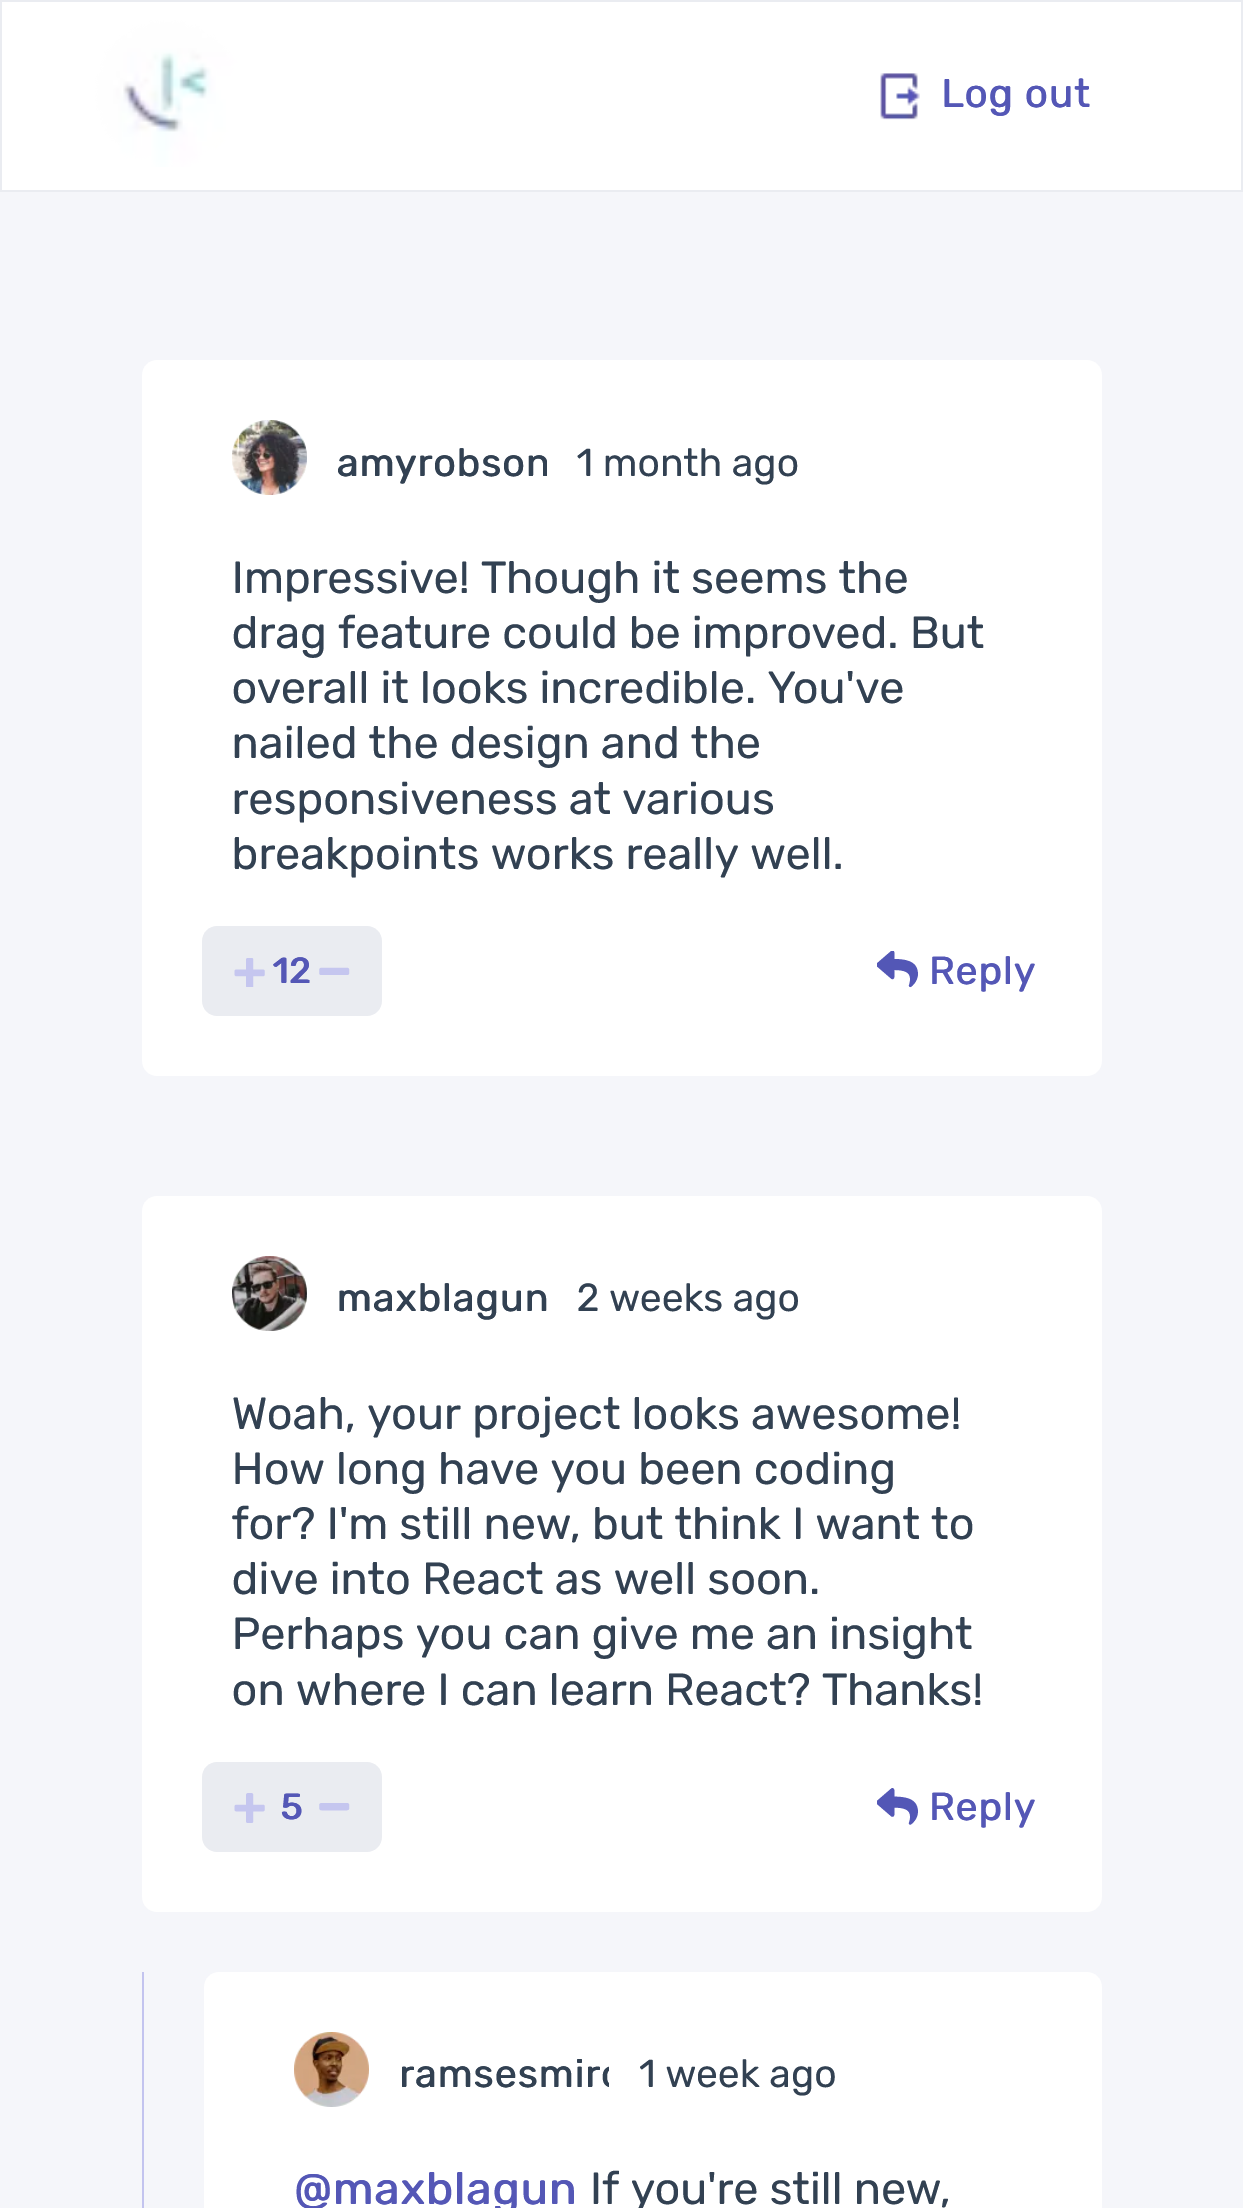 Log out
amyrobson 1 month ago
Impressive! Though it seems the
drag feature could be improved. But
overall it looks incredible. You've
nailed the design and the
responsiveness at various
breakpoints works really well.
12 Reply
maxblagun 2 weeks ago
Woah, your project looks awesome!
How long have you been coding
for? I'm still new, but think I want to
dive into React as well soon.
Perhaps you can give me an insight
on where I can learn React? Thanks!
5 Reply
1 week ago
@maxblagun If you're still new,